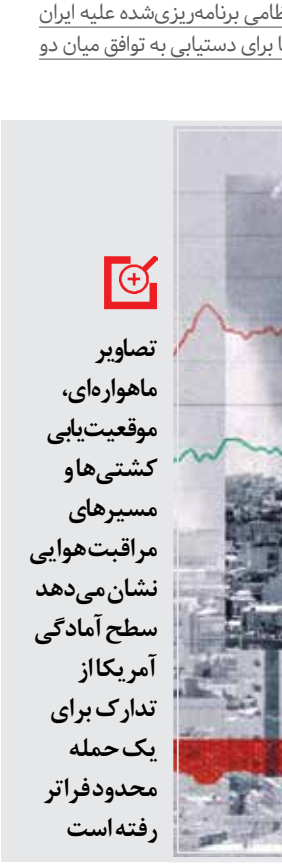 نظامی برنامه‌ریزی‌شده علیه ایران
برای دستیابی به توافق میان دو
تصاویر
ماهواره‌ای،
موقعیت‌یابی
کشتی‌ها و
مسیرهای
مراقبت هوایی
نشان می‌دهد
سطح آمادگی
آمریکا از
تدارک برای
یک حمله
محدود فراتر
رفته است